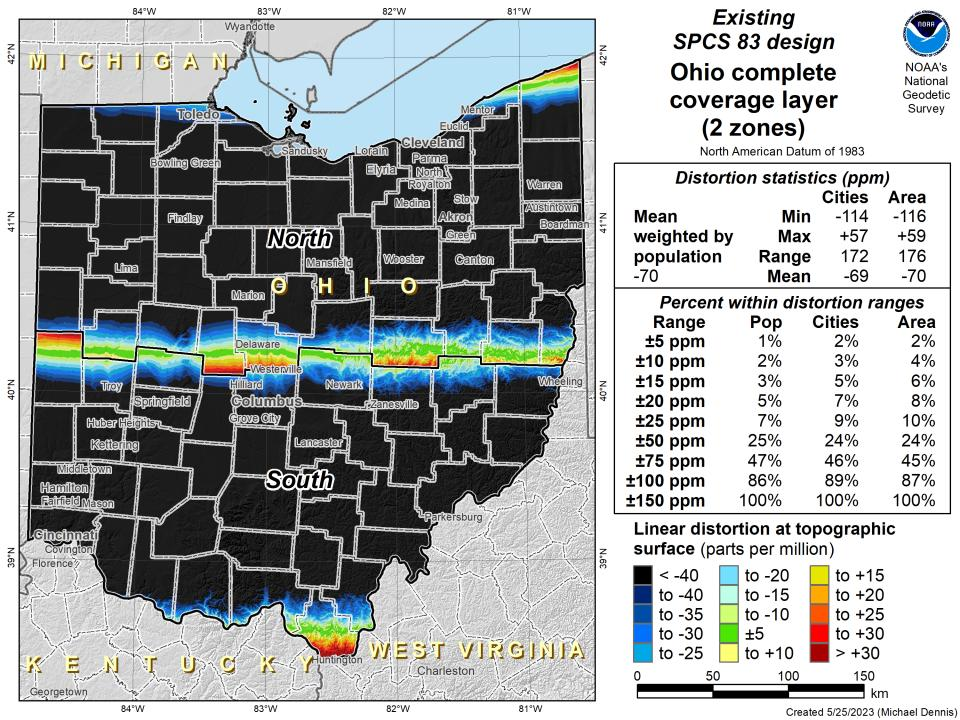 84°W 83°W 82°W 81°W
Wyandotte
42°N 42°N
MICHIGAN
Toledo
Mentor
Euclid
Cleveland
Sandusky
Lorain
Parma
Bowling Green
Elyria
North
Royalton
Warren
Medina
Stow
Austintown
Findlay
Akron
Boardman
41°N 41°N
Green
North
Mansfield
Wooster
Canton
Lima
OHIO
Marion
Delaware
Westerville
Hilliard
Newark
Wheeling
Troy
40°N 40°N
Springfield
Columbus
Zanesville
Grove City
Huber Heights
Kettering
Lancaster
Middletown
South
Hamilton
Fairfield
Mason
Parkersburg
Cincinnati
Covington
39°N 39°N
Florence
KENTUCKY
WEST VIRGINIA
Huntington
Charleston
Georgetown
84°W 83°W 82°W 81°W
Existing
SPCS 83 design
Ohio complete
coverage layer
(2 zones)
North American Datum of 1983
NOAA
NOAA's
National
Geodetic
Survey
Distortion statistics (ppm)
Cities Area
Mean Min -114 -116
weighted by Max +57 +59
population Range 172 176
-70 Mean -69 -70
Percent within distortion ranges
Range Pop Cities Area
±5 ppm 1% 2% 2%
±10 ppm 2% 3% 4%
±15 ppm 3% 5% 6%
±20 ppm 5% 7% 8%
±25 ppm 7% 9% 10%
±50 ppm 25% 24% 24%
±75 ppm 47% 46% 45%
±100 ppm 86% 89% 87%
±150 ppm 100% 100% 100%
Linear distortion at topographic
surface (parts per million)
< -40 to -20 to +15
to -40 to -15 to +20
to -35 to -10 to +25
to -30 ±5 to +30
to -25 to +10 > +30
0 50 100 150
km
Created 5/25/2023 (Michael Dennis)